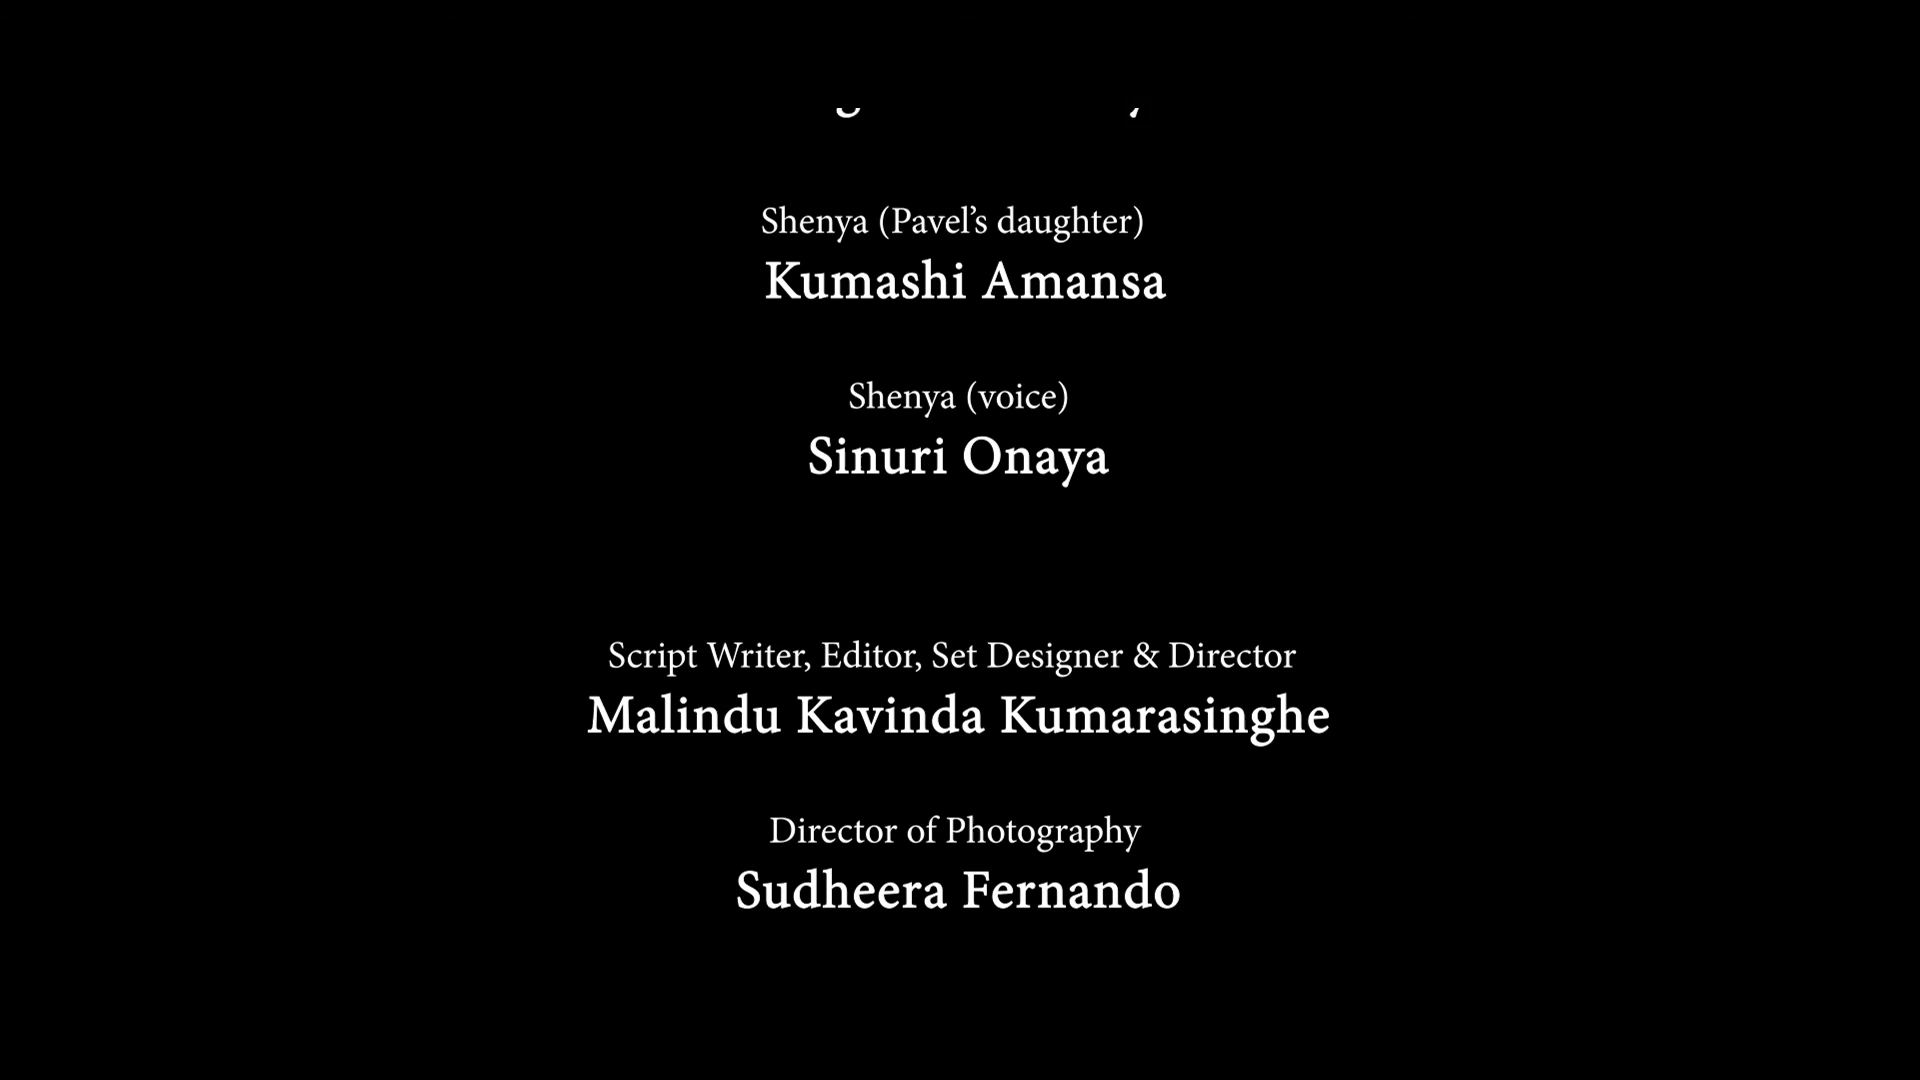 Shenya (Pavel’s daughter)
Kumashi Amansa
Shenya (voice)
Sinuri Onaya
Script Writer, Editor, Set Designer & Director
Malindu Kavinda Kumarasinghe
Director of Photography
Sudheera Fernando